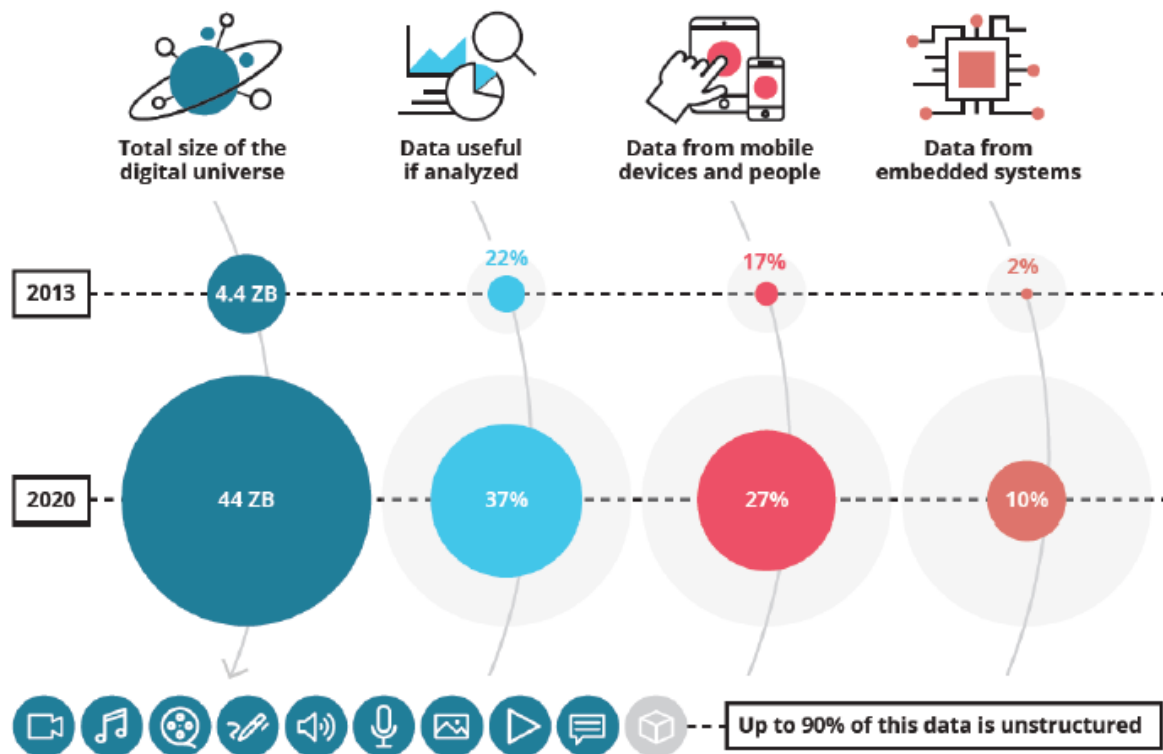 Total size of the
digital universe
Data useful
if analyzed
Data from mobile
devices and people
Data from
embedded systems
2013
4.4 ZB
22%
17%
2%
2020
44 ZB
37%
27%
10%
Up to 90% of this data is unstructured